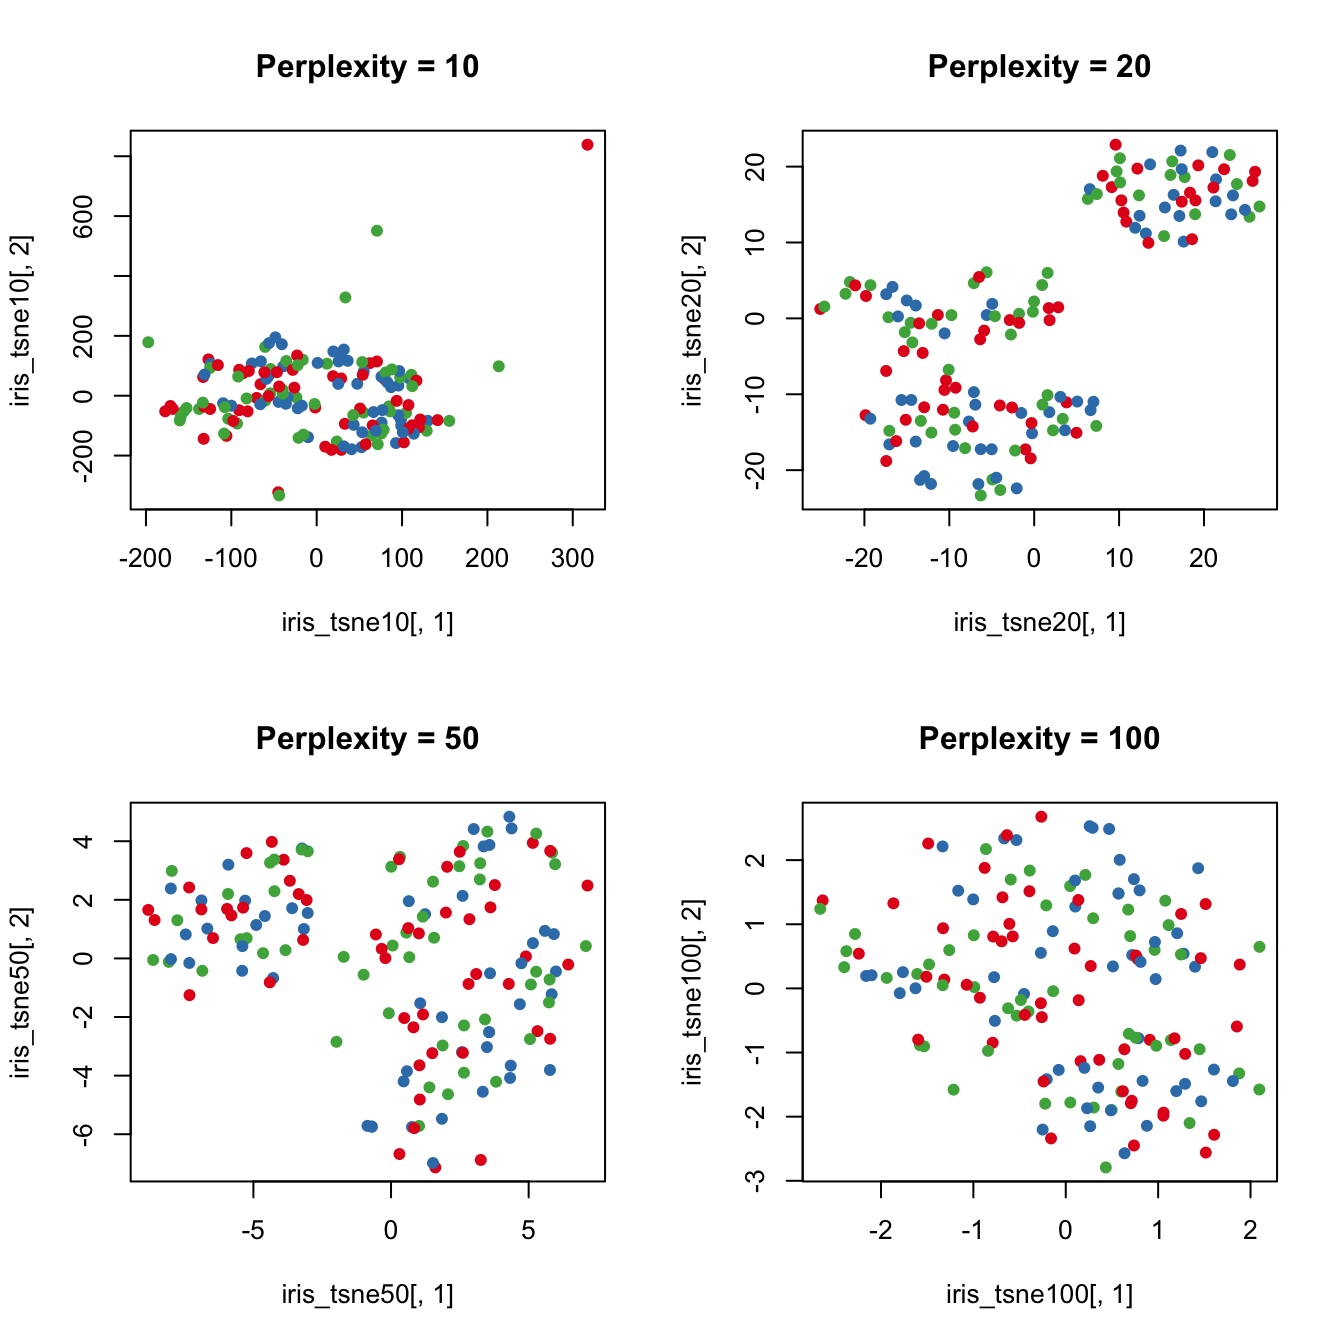 Perplexity = 10
600
200
0
-200
iris_tsne10[, 2]
-200 -100 0 100 200 300
iris_tsne10[, 1]
Perplexity = 20
20
10
0
-10
-20
iris_tsne20[, 2]
-20 -10 0 10 20
iris_tsne20[, 1]
Perplexity = 50
4
2
0
-2
-4
-6
iris_tsne50[, 2]
-5 0 5
iris_tsne50[, 1]
Perplexity = 100
2
1
0
-1
-2
-3
iris_tsne100[, 2]
-2 -1 0 1 2
iris_tsne100[, 1]